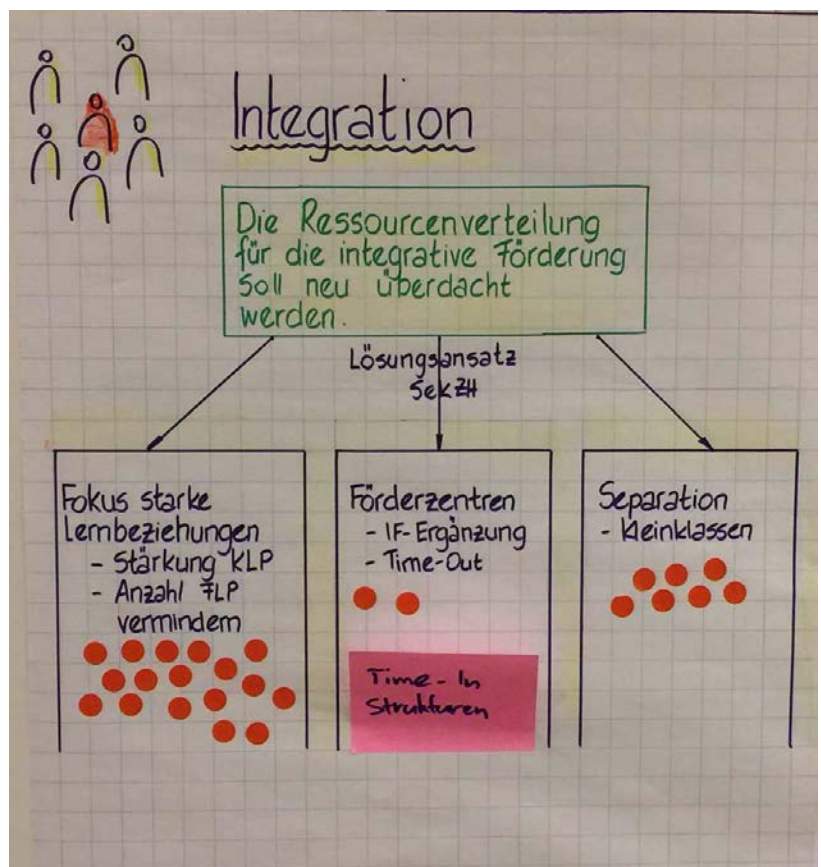 Integration
Die Ressourcenverteilung
für die integrative Förderung
Soll neu überdacht
werden.
Lösungsansatz
SekZH
Fokus starke
Lernbeziehungen
- Stärkung KLP
- Anzahl FLP
vermindern
Förderzentren
- IF-Ergänzung
- Time-Out
Time-In
Strukturen
Separation
- Kleinklassen